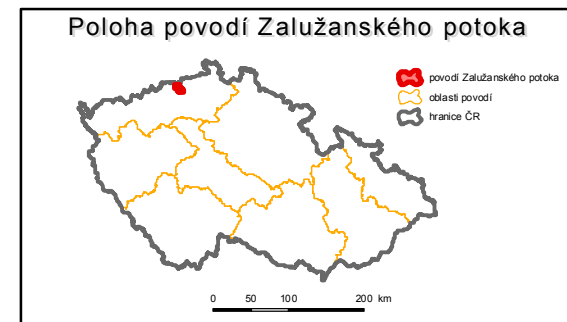 Poloha povodí Zalužanského potoka
povodí Zalužanského potoka
oblasti povodí
hranice ČR
0 50 100 200 km